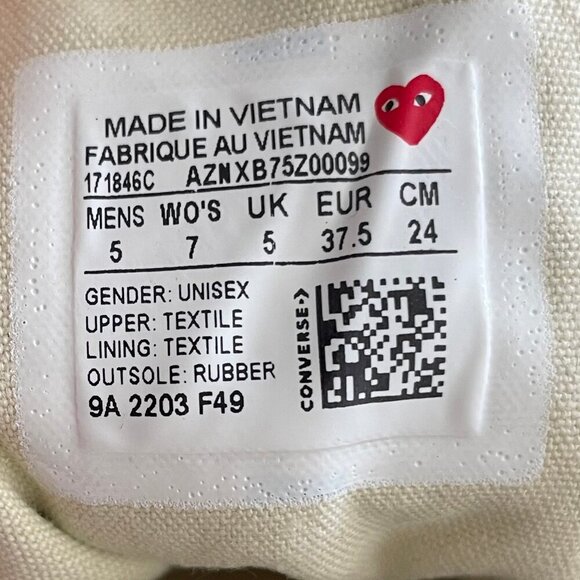 MADE IN VIETNAM
FABRIQUE AU VIETNAM
171846C AZNXB75Z00099
MENS WO'S UK EUR CM
5 7 5 37.5 24
GENDER: UNISEX
UPPER: TEXTILE
LINING: TEXTILE
OUTSOLE: RUBBER
9A 2203 F49
CONVERSE